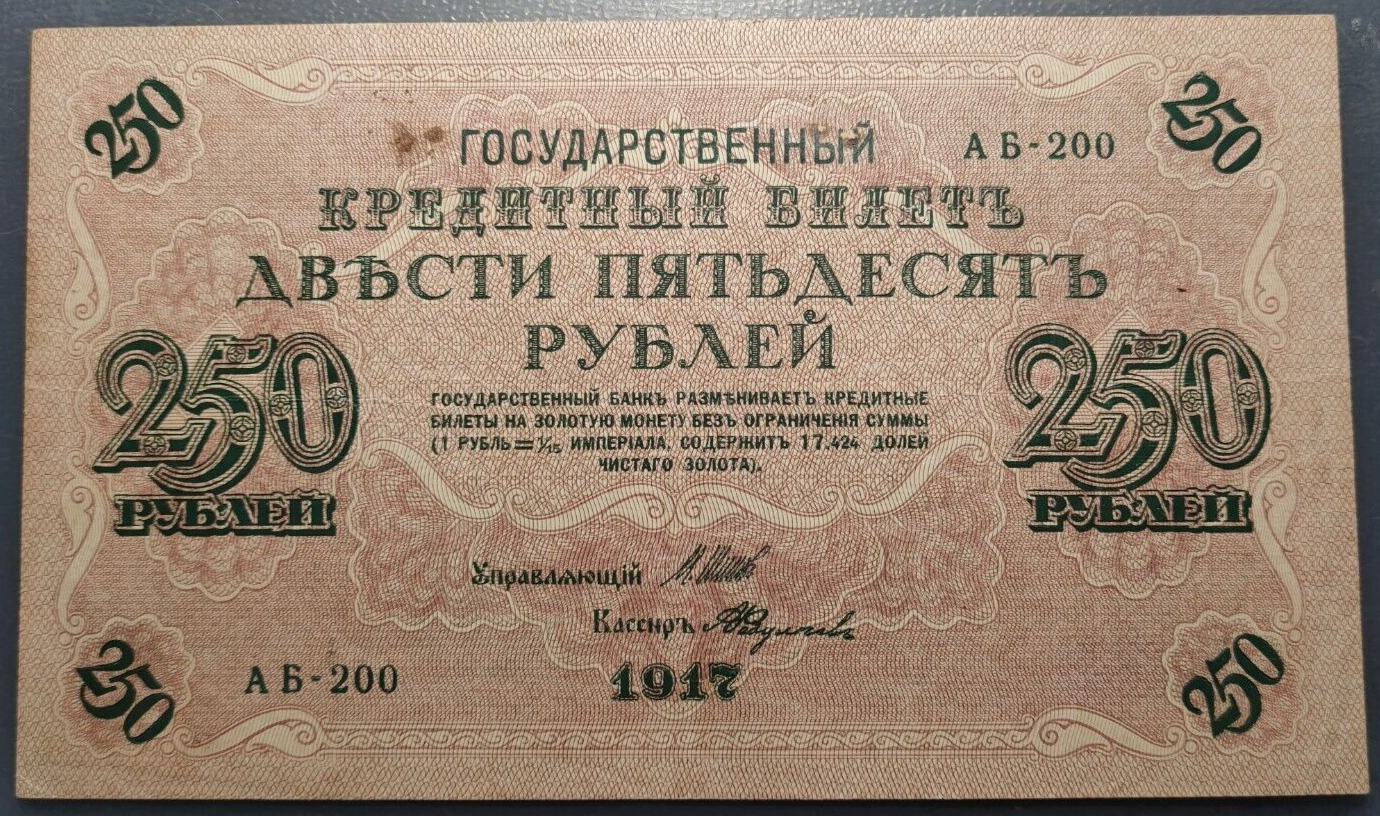 250 250
ГОСУДАРСТВЕННЫЙ АБ-200
КРЕДИТНЫЙ БИЛЕТЪ
ДВѢСТИ ПЯТЬДЕСЯТЪ
РУБЛЕЙ
250 250
РУБЛЕЙ РУБЛЕЙ
ГОСУДАРСТВЕННЫЙ БАНКЪ РАЗМѢНИВАЕТЪ КРЕДИТНЫЕ
БИЛЕТЫ НА ЗОЛОТУЮ МОНЕТУ БЕЗЪ ОГРАНИЧЕНІЯ СУММЫ
(1 РУБЛЬ=1/15 ИМПЕРІАЛА, СОДЕРЖИТЪ 17.424 ДОЛЕЙ
ЧИСТАГО ЗОЛОТА).
Управляющій
Кассиръ
АБ-200 1917
250 250